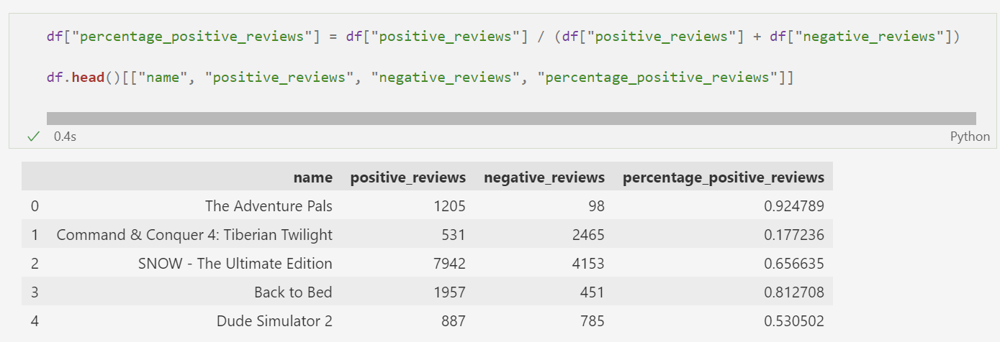 df["percentage_positive_reviews"] = df["positive_reviews"] / (df["positive_reviews"] + df["negative_reviews"])
df.head()[["name", "positive_reviews", "negative_reviews", "percentage_positive_reviews"]]
0.4s Python
name positive_reviews negative_reviews percentage_positive_reviews
0 The Adventure Pals 1205 98 0.924789
1 Command & Conquer 4: Tiberian Twilight 531 2465 0.177236
2 SNOW - The Ultimate Edition 7942 4153 0.656635
3 Back to Bed 1957 451 0.812708
4 Dude Simulator 2 887 785 0.530502